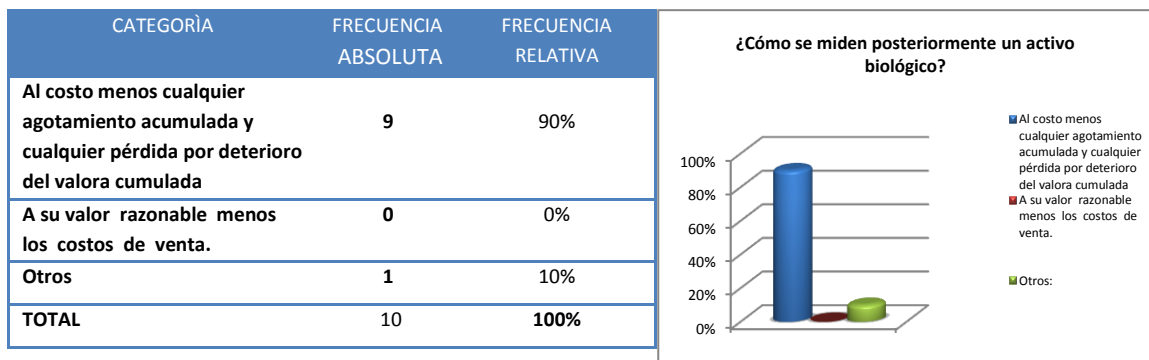 CATEGORÌA FRECUENCIA ABSOLUTA FRECUENCIA RELATIVA
Al costo menos cualquier
agotamiento acumulada y
cualquier pérdida por deterioro
del valora cumulada
9 90%
A su valor razonable menos
los costos de venta.
0 0%
Otros 1 10%
TOTAL 10 100%
¿Cómo se miden posteriormente un activo
biológico?
100%
80%
60%
40%
20%
0%
Al costo menos
cualquier agotamiento
acumulada y cualquier
pérdida por deterioro
del valora cumulada
A su valor razonable
menos los costos de
venta.
Otros: